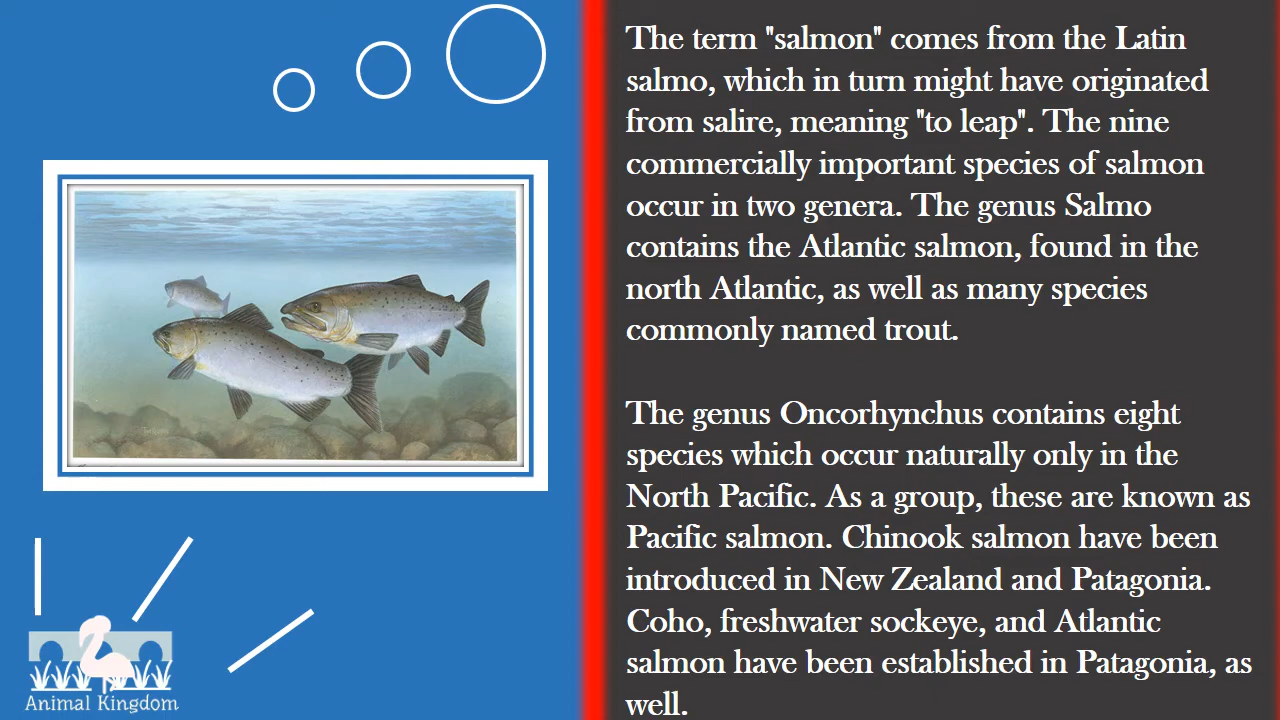 The term "salmon" comes from the Latin
salmo, which in turn might have originated
from salire, meaning "to leap". The nine
commercially important species of salmon
occur in two genera. The genus Salmo
contains the Atlantic salmon, found in the
north Atlantic, as well as many species
commonly named trout.
The genus Oncorhynchus contains eight
species which occur naturally only in the
North Pacific. As a group, these are known as
Pacific salmon. Chinook salmon have been
introduced in New Zealand and Patagonia.
Coho, freshwater sockeye, and Atlantic
salmon have been established in Patagonia, as
well.
Animal Kingdom